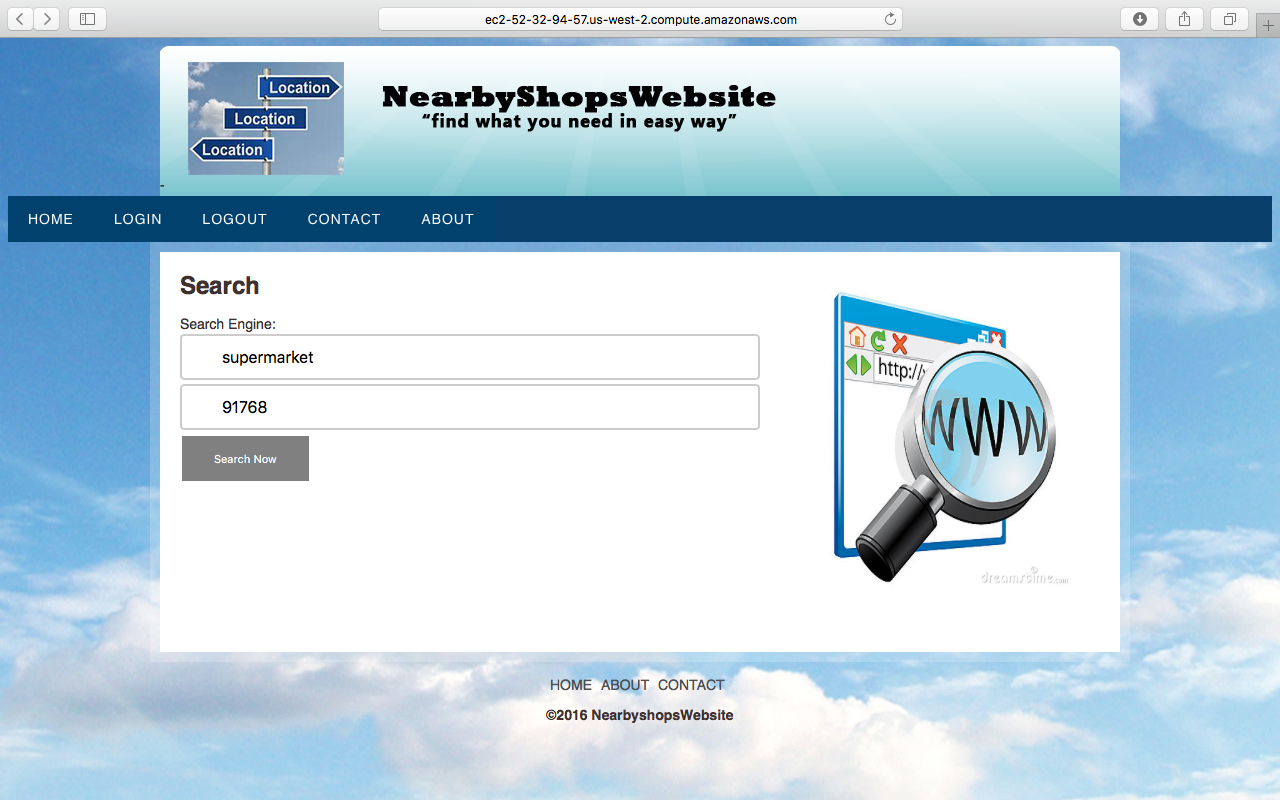 ec2-52-32-94-57.us-west-2.compute.amazonaws.com
Location
Location
Location
NearbyShopsWebsite
“find what you need in easy way”
-
HOME LOGIN LOGOUT CONTACT ABOUT
Search
Search Engine:
supermarket
91768
Search Now
http://
WWW
dreamstime.com
HOME ABOUT CONTACT
©2016 NearbyshopsWebsite